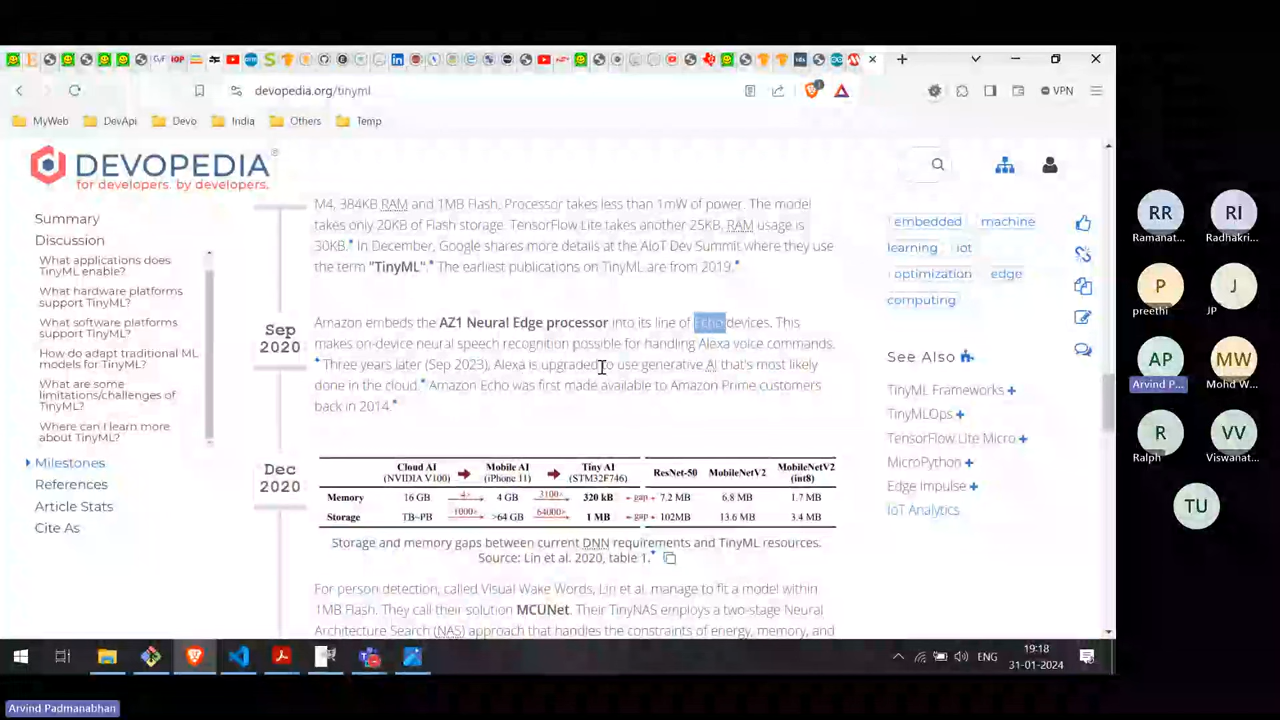 devopedia.org/tinyml
VPN
MyWeb
DevApi
Devo
India
Others
Temp
DEVOPEDIA
for developers. by developers.
Summary
Discussion
What applications does
TinyML enable?
What hardware platforms
support TinyML?
What software platforms
support TinyML?
How do adapt traditional ML
models for TinyML?
What are some
limitations/challenges of
TinyML?
Where can I learn more
about TinyML?
Milestones
References
Article Stats
Cite As
M4, 384KB RAM and 1MB Flash. Processor takes less than 1mW of power. The model
takes only 20KB of Flash storage. TensorFlow Lite takes another 25KB. RAM usage is
30KB. In December, Google shares more details at the AIoT Dev Summit where they use
the term "TinyML". The earliest publications on TinyML are from 2019.
Sep
2020
Amazon embeds the AZ1 Neural Edge processor into its line of Echo devices. This
makes on-device neural speech recognition possible for handling Alexa voice commands.
Three years later (Sep 2023), Alexa is upgraded to use generative AI that's most likely
done in the cloud. Amazon Echo was first made available to Amazon Prime customers
back in 2014.
Dec
2020
Cloud AI Mobile AI Tiny AI ResNet-50 MobileNetV2 MobileNetV2
(NVIDIA V100) (iPhone 11) (STM32F746) (int8)
Memory 16 GB 4× 4 GB 3100× 320 kB gap 7.2 MB 6.8 MB 1.7 MB
Storage TB~PB 1000× >64 GB 64000× 1 MB gap 102MB 13.6 MB 3.4 MB
Storage and memory gaps between current DNN requirements and TinyML resources.
Source: Lin et al. 2020, table 1.
For person detection, called Visual Wake Words, Lin et al. manage to fit a model within
1MB Flash. They call their solution MCUNet. Their TinyNAS employs a two-stage Neural
Architecture Search (NAS) approach that handles the constraints of energy, memory, and
embedded machine
learning iot
optimization edge
computing
See Also
TinyML Frameworks +
TinyMLOps +
TensorFlow Lite Micro +
MicroPython +
Edge Impulse +
IoT Analytics
ENG
19:18
31-01-2024
RR
Ramanat...
RI
Radhakri...
P
preethi
J
JP
AP
Arvind P...
MW
Mohd W...
R
Ralph
VV
Viswanat...
TU
Arvind Padmanabhan